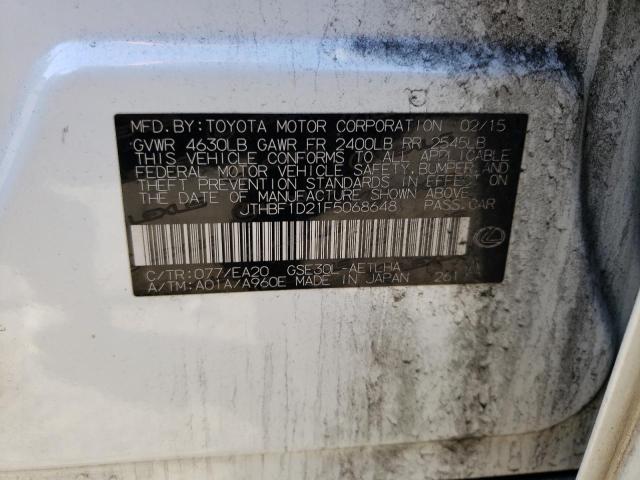 MFD.BY:TOYOTA MOTOR CORPORATION 02/15
GVWR 4630LB GAWR FR 2400LB RR 2545LB
THIS VEHICLE CONFORMS TO ALL APPLICABLE
FEDERAL MOTOR VEHICLE SAFETY, BUMPER, AND
THEFT PREVENTION STANDARDS IN EFFECT ON
THE DATE OF MANUFACTURE SHOWN ABOVE.
JTHBF1D21F5068648 PASS.CAR
LEXUS
C/TR:077/EA20 GSE30L-AETLHA
A/TM:A01A/A960E MADE IN JAPAN